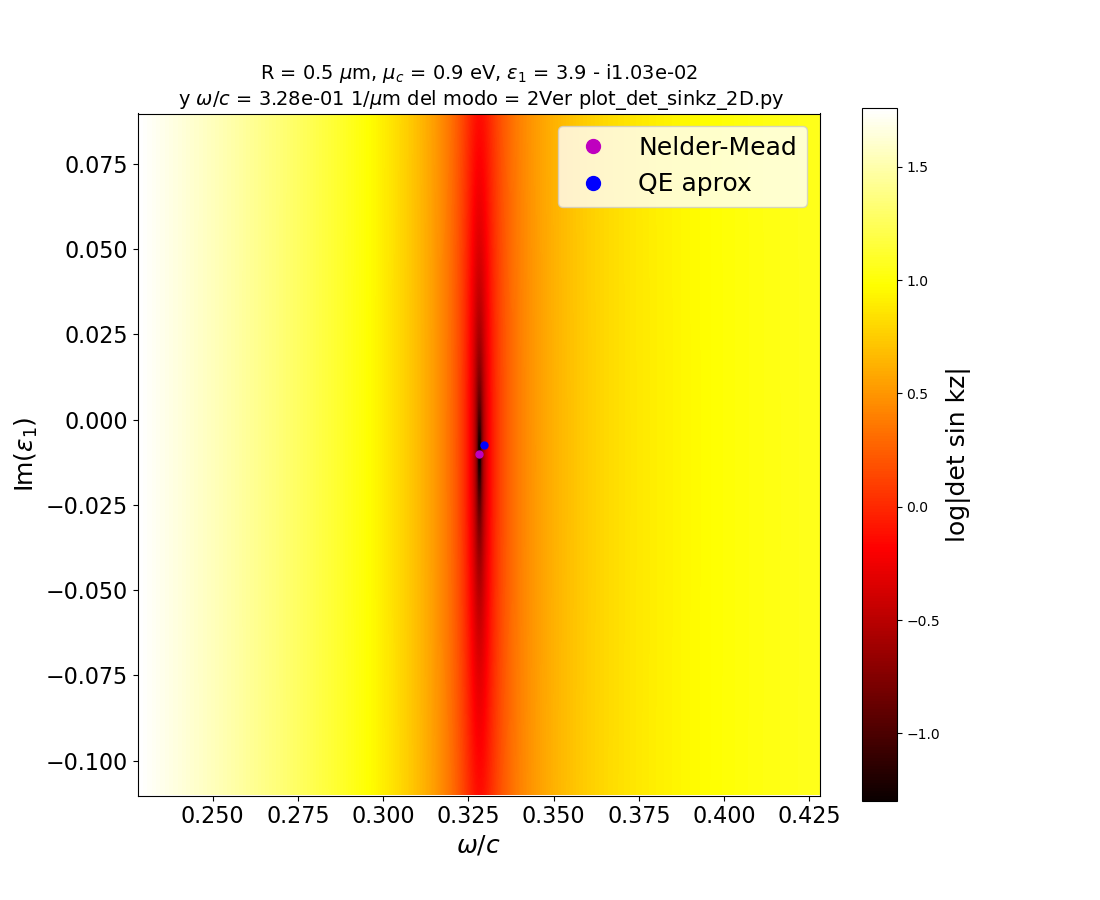 R = 0.5 μm, μc = 0.9 eV, ε1 = 3.9 - i1.03e-02
y ω/c = 3.28e-01 1/μm del modo = 2Ver plot_det_sinkz_2D.py
Nelder-Mead
QE aprox
0.075
0.050
0.025
0.000
−0.025
−0.050
−0.075
−0.100
Im(ε1)
0.250 0.275 0.300 0.325 0.350 0.375 0.400 0.425
ω/c
1.5
1.0
0.5
0.0
−0.5
−1.0
log|det sin kz|